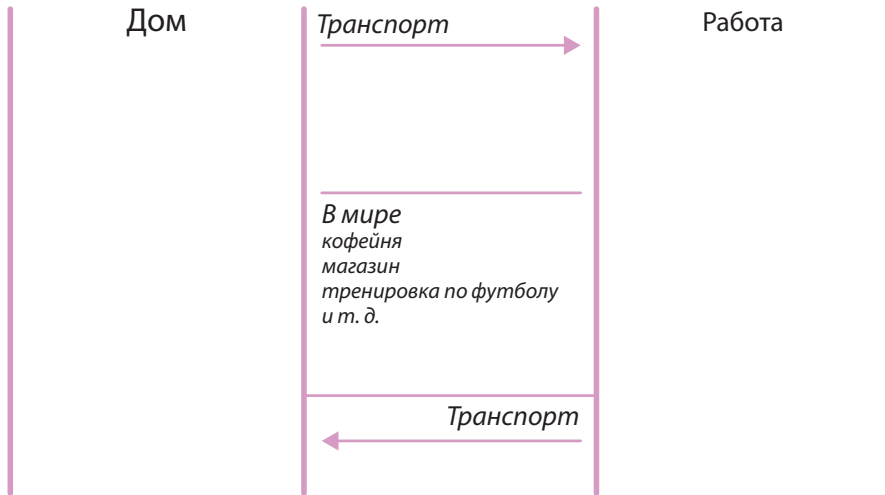 Дом
Транспорт
Работа
В мире
кофейня
магазин
тренировка по футболу
и т. д.
Транспорт